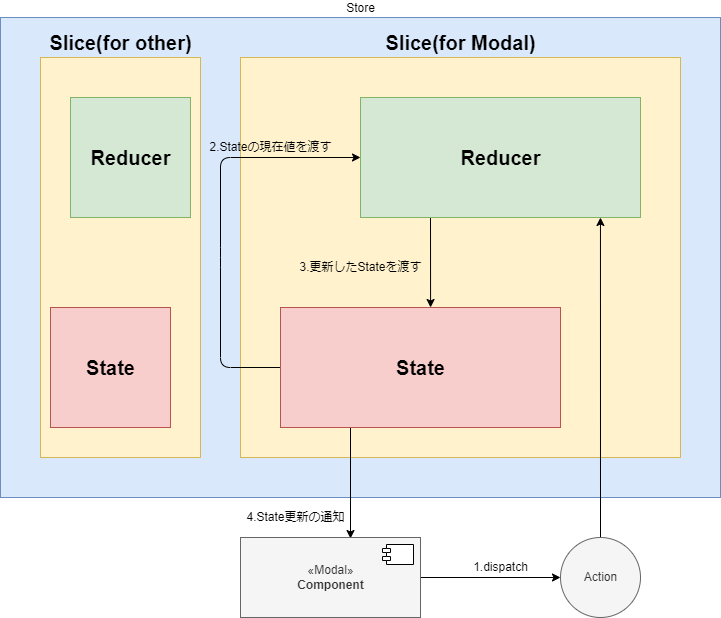 Store
Slice(for other)
Slice(for Modal)
Reducer
2.Stateの現在値を渡す
Reducer
3.更新したStateを渡す
State
State
4.State更新の通知
«Modal»
Component
1.dispatch
Action